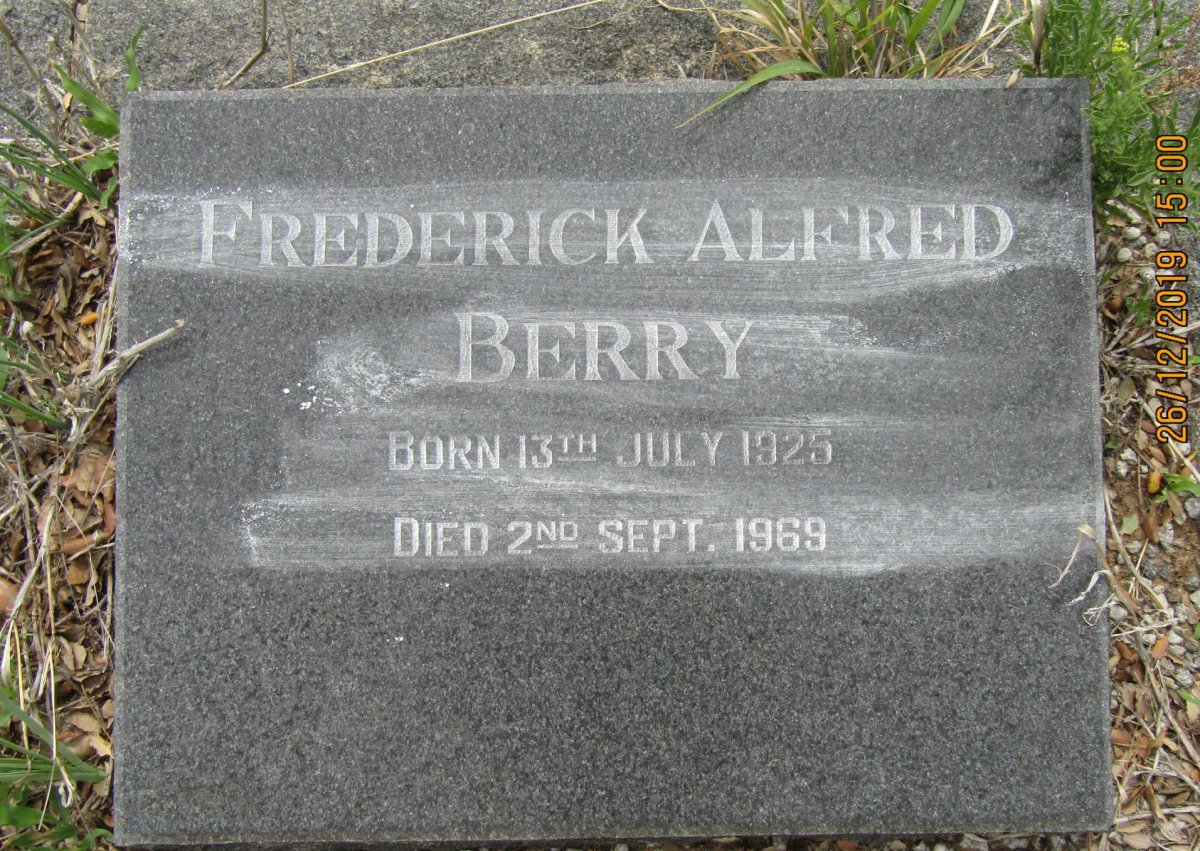 FREDERICK ALFRED
BERRY
BORN 13TH JULY 1925
DIED 2ND SEPT. 1969
26/12/2019 15:00